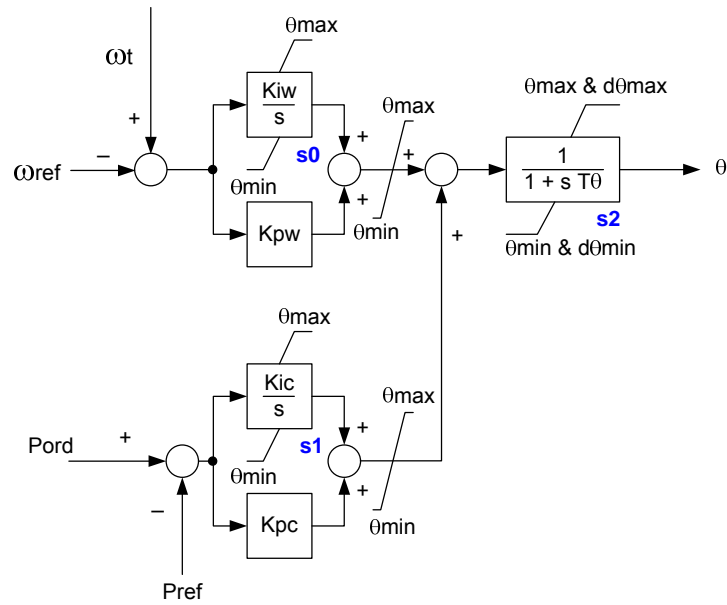 θmax
ωt
Kiw
s
θmax
θmax & dθmax
+
+
–
s0
+
1
1 + s Tθ
θ
ωref
θmin
+
Kpw
θmin
s2
+
θmin & dθmin
θmax
Kic
s
θmax
Pord
+
+
s1
θmin
–
+
Kpc
θmin
Pref